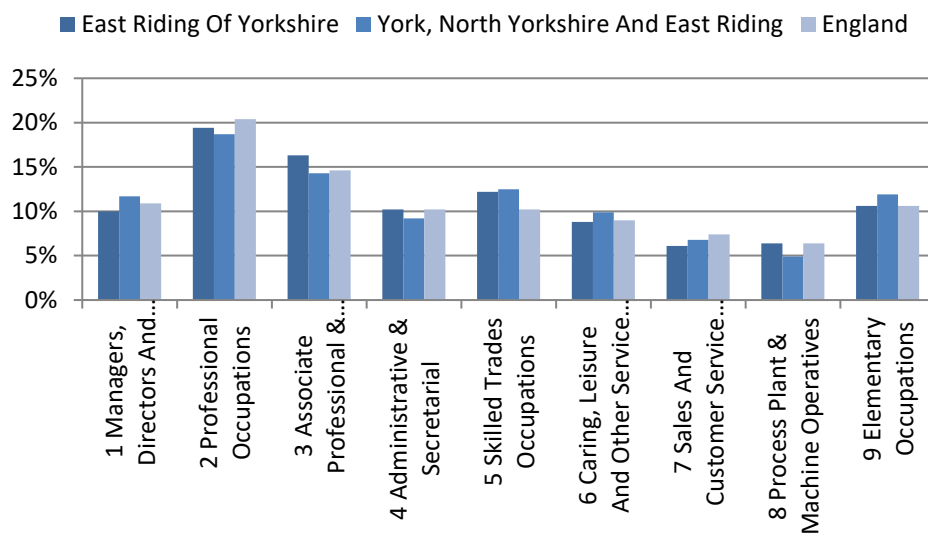 East Riding Of Yorkshire York, North Yorkshire And East Riding England
25%
20%
15%
10%
5%
0%
1 Managers,
Directors And…
2 Professional
Occupations
3 Associate
Professional &…
4 Administrative &
Secretarial
5 Skilled Trades
Occupations
6 Caring, Leisure
And Other Service…
7 Sales And
Customer Service…
8 Process Plant &
Machine Operatives
9 Elementary
Occupations